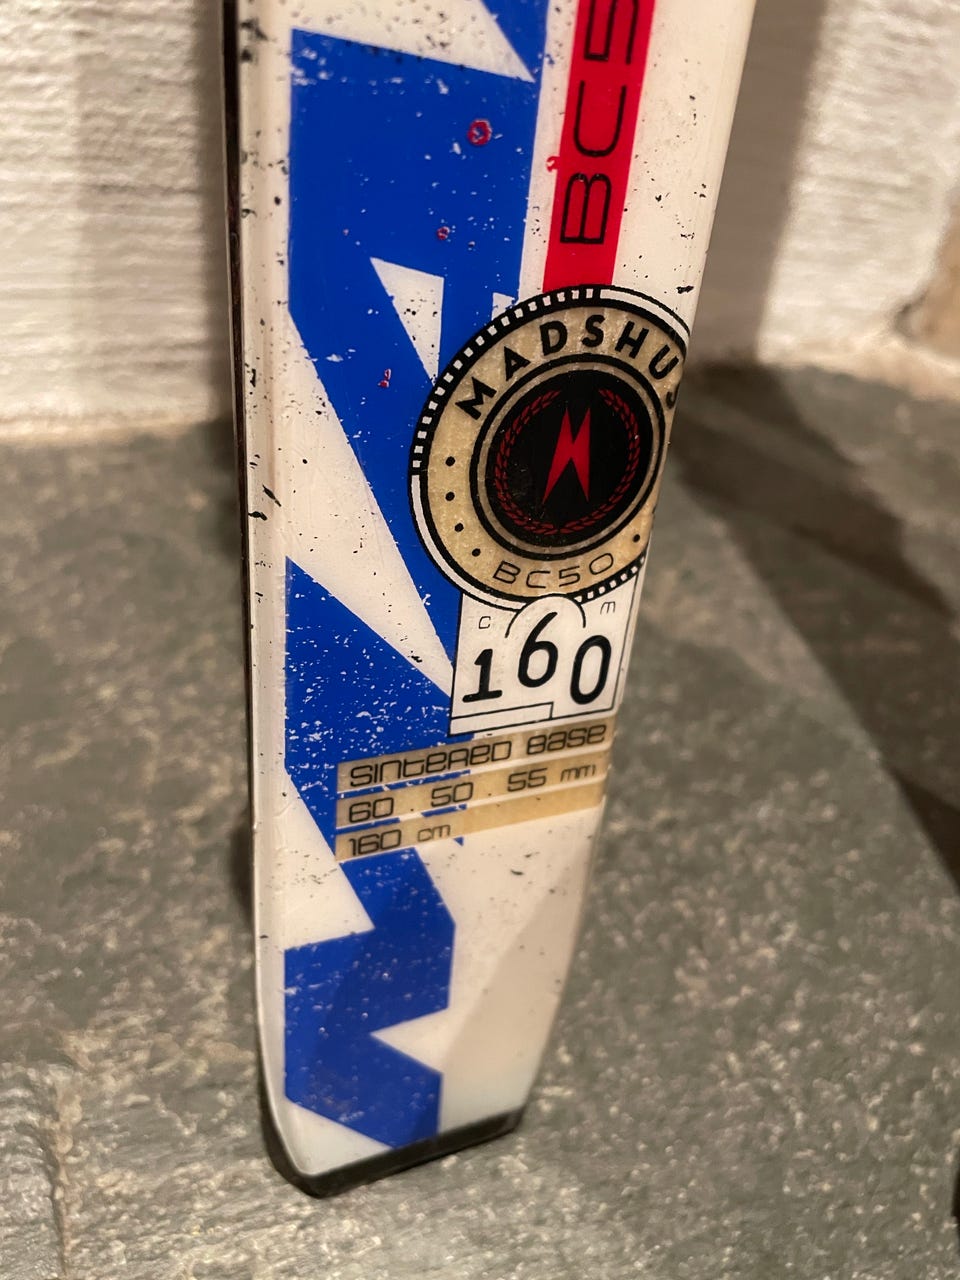 BC5
MADSHUS
BC50
cm
160
SINTERED BASE
60 . 50 . 55 mm
160 cm